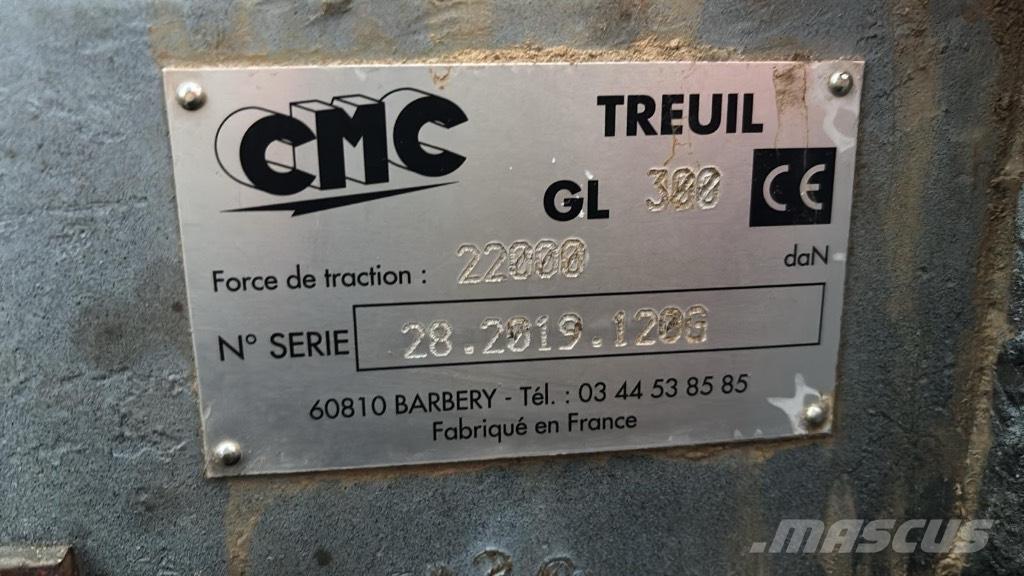 CMC
TREUIL
GL 300 CE
Force de traction : 22000 daN
N° SERIE 28.2019.120G
60810 BARBERY - Tél. : 03 44 53 85 85
Fabriqué en France
MASCUS